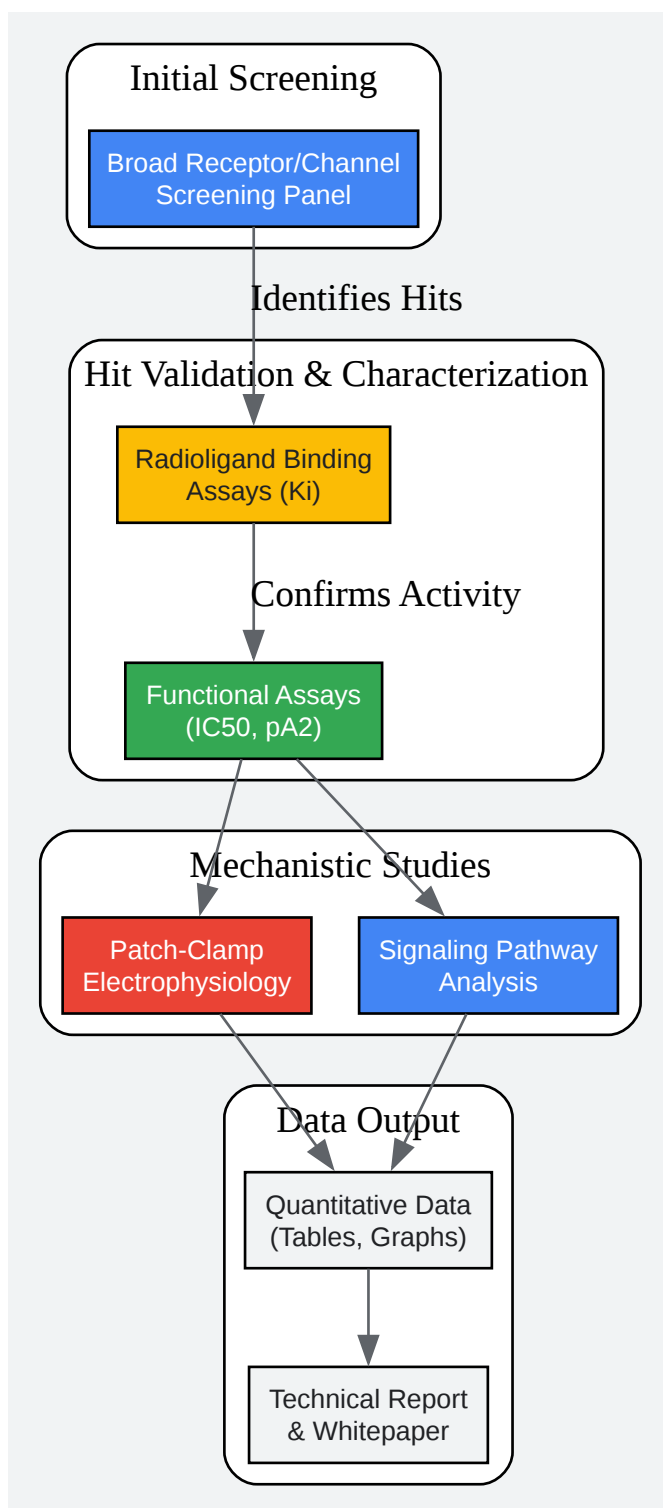 Initial Screening
Broad Receptor/Channel
Screening Panel
Identifies Hits
Hit Validation & Characterization
Radioligand Binding
Assays (Ki)
Confirms Activity
Functional Assays
(IC50, pA2)
Mechanistic Studies
Patch-Clamp
Electrophysiology
Signaling Pathway
Analysis
Data Output
Quantitative Data
(Tables, Graphs)
Technical Report
& Whitepaper